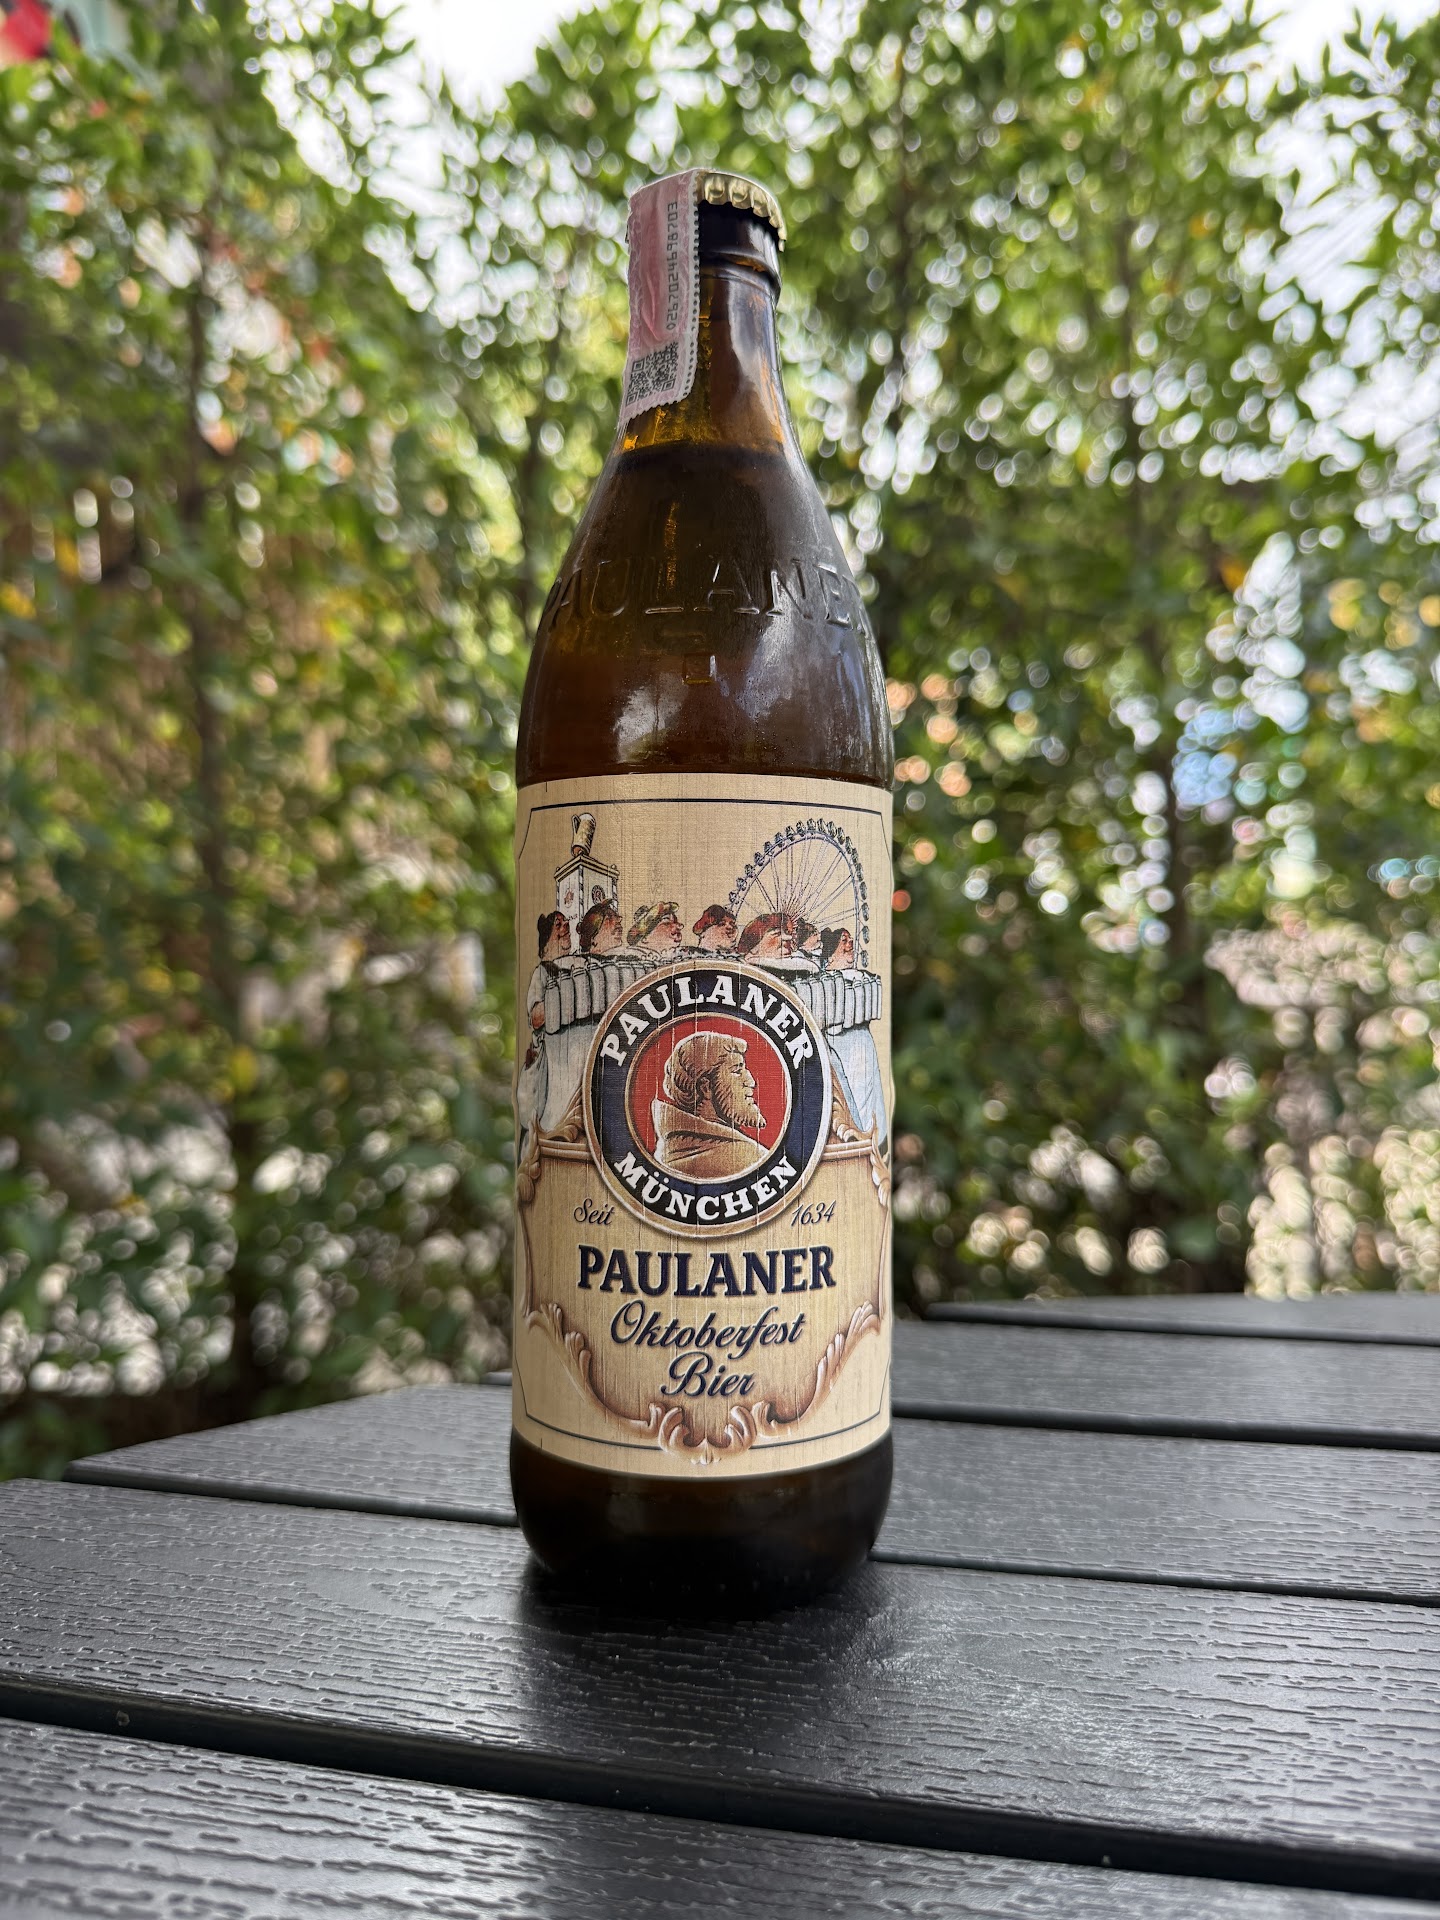 PAULANER
PAULANER
MÜNCHEN
Seit 1634
PAULANER
Oktoberfest
Bier